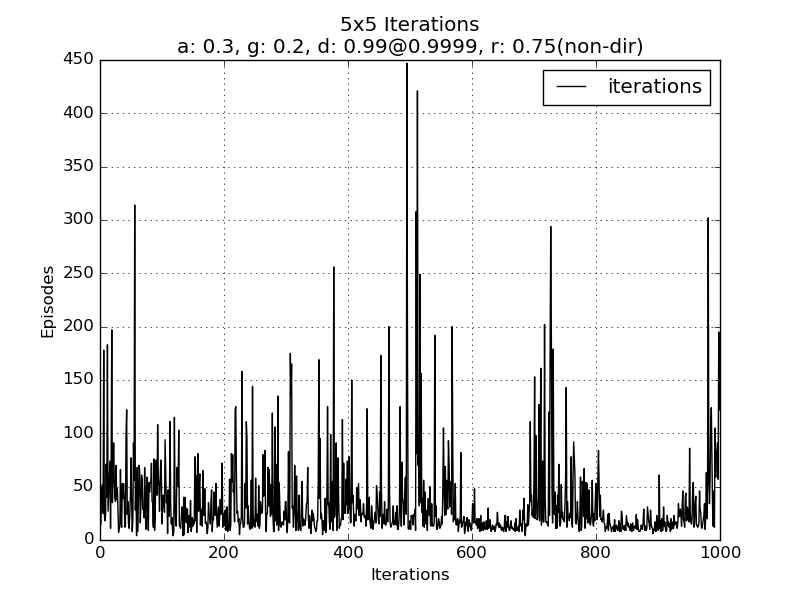 5x5 Iterations
a: 0.3, g: 0.2, d: 0.99@0.9999, r: 0.75(non-dir)
iterations
450
400
350
300
250
200
150
100
50
0
Episodes
0 200 400 600 800 1000
Iterations